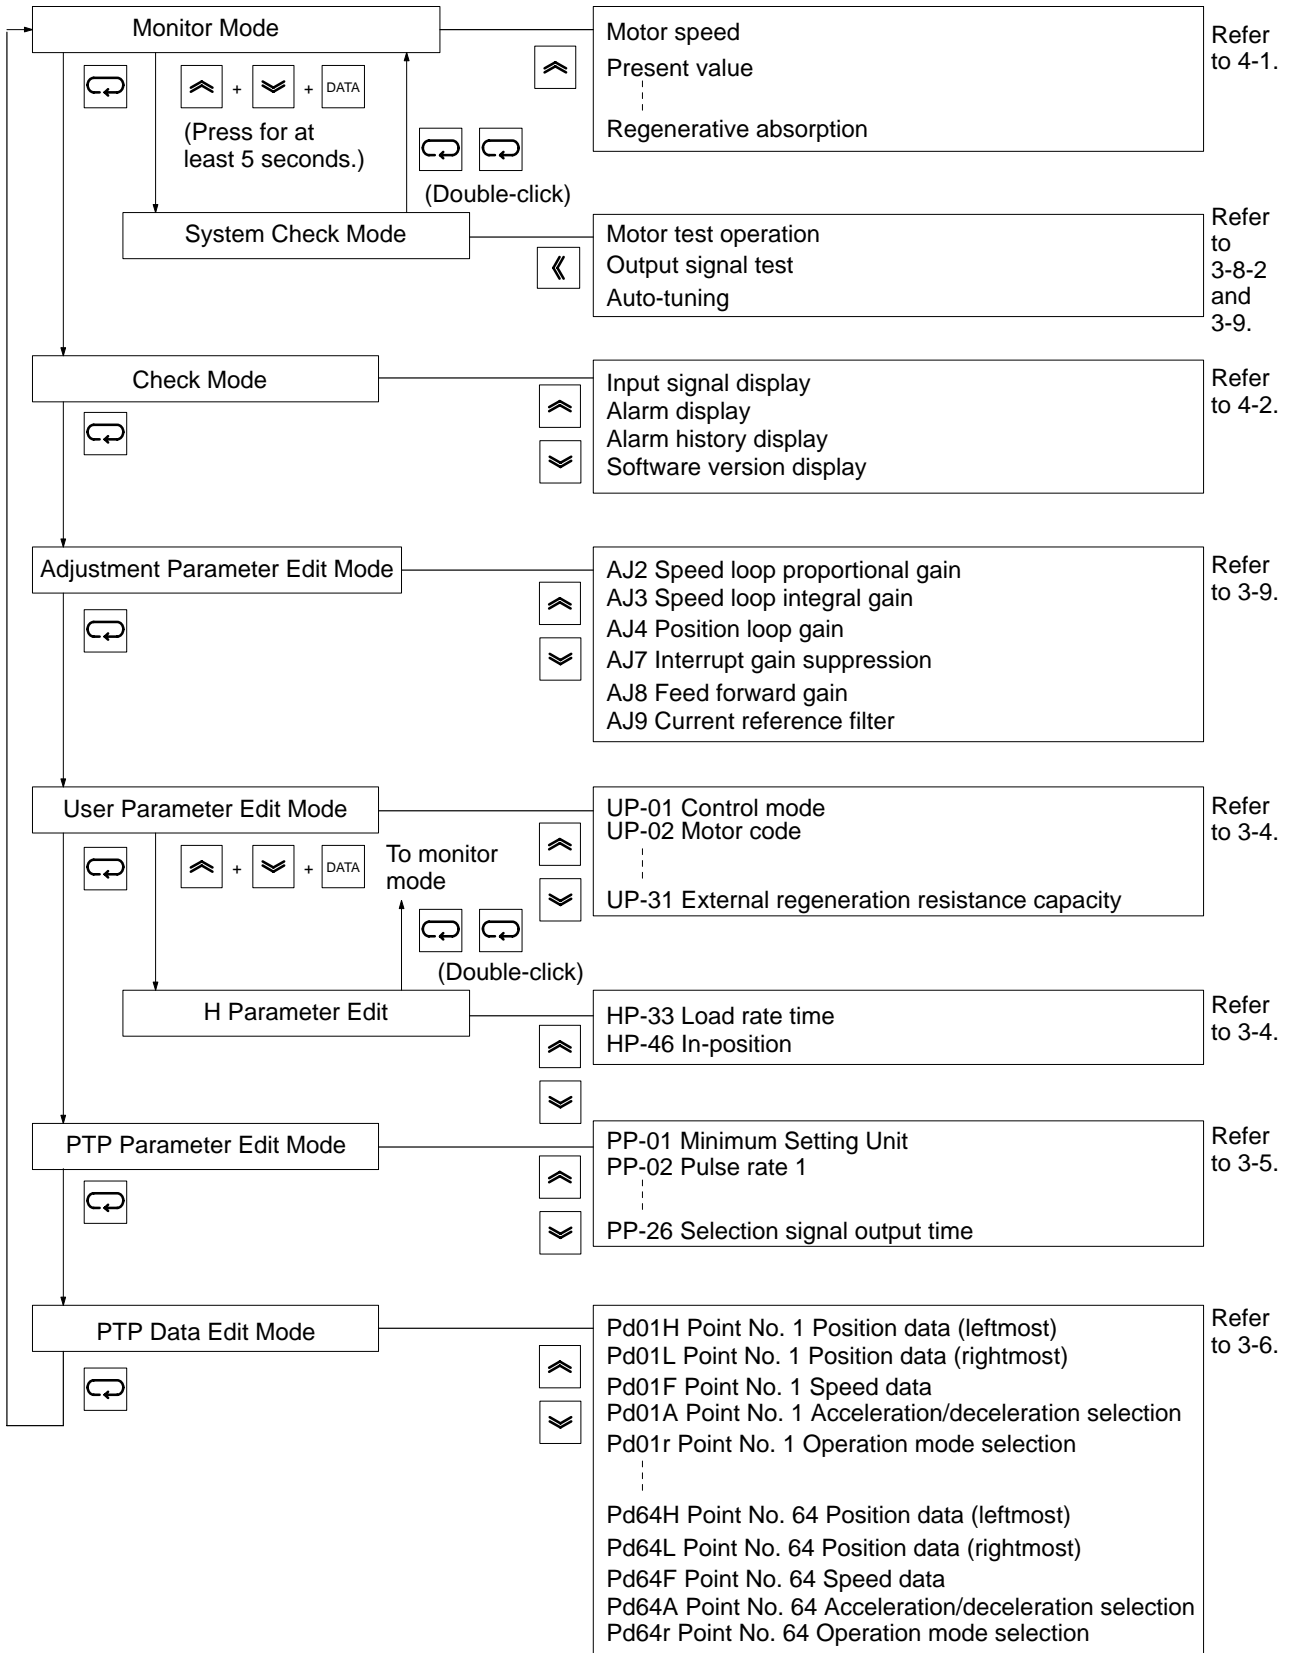 Monitor Mode
Motor speed
Present value
Regenerative absorption
Refer
to 4-1.
+ + DATA
(Press for at
least 5 seconds.)
(Double-click)
System Check Mode
Motor test operation
Output signal test
Auto-tuning
Refer
to
3-8-2
and
3-9.
Check Mode
Input signal display
Alarm display
Alarm history display
Software version display
Refer
to 4-2.
Adjustment Parameter Edit Mode
AJ2 Speed loop proportional gain
AJ3 Speed loop integral gain
AJ4 Position loop gain
AJ7 Interrupt gain suppression
AJ8 Feed forward gain
AJ9 Current reference filter
Refer
to 3-9.
User Parameter Edit Mode
UP-01 Control mode
UP-02 Motor code
UP-31 External regeneration resistance capacity
Refer
to 3-4.
+ + DATA
To monitor
mode
(Double-click)
H Parameter Edit
HP-33 Load rate time
HP-46 In-position
Refer
to 3-4.
PTP Parameter Edit Mode
PP-01 Minimum Setting Unit
PP-02 Pulse rate 1
PP-26 Selection signal output time
Refer
to 3-5.
PTP Data Edit Mode
Pd01H Point No. 1 Position data (leftmost)
Pd01L Point No. 1 Position data (rightmost)
Pd01F Point No. 1 Speed data
Pd01A Point No. 1 Acceleration/deceleration selection
Pd01r Point No. 1 Operation mode selection
Pd64H Point No. 64 Position data (leftmost)
Pd64L Point No. 64 Position data (rightmost)
Pd64F Point No. 64 Speed data
Pd64A Point No. 64 Acceleration/deceleration selection
Pd64r Point No. 64 Operation mode selection
Refer
to 3-6.